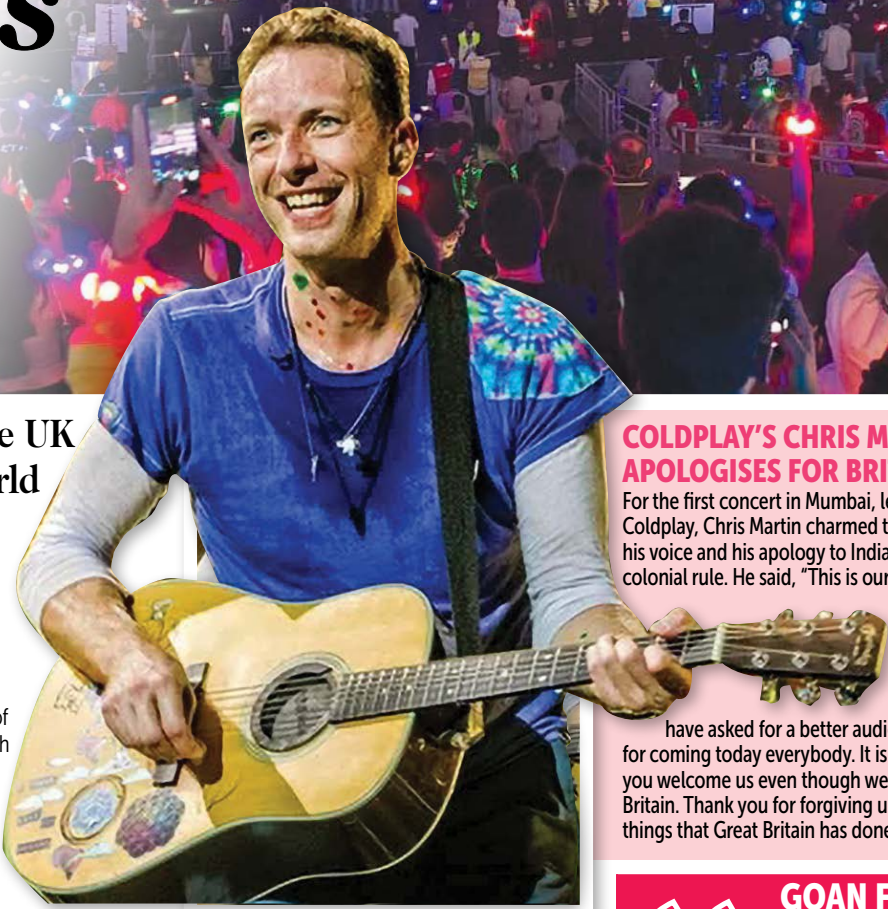 s
e UK
rld
of
h
COLDPLAY'S CHRIS M
APOLOGISES FOR BRI
For the first concert in Mumbai, l
Coldplay, Chris Martin charmed t
his voice and his apology to India
colonial rule. He said, "This is our
have asked for a better audi
for coming today everybody. It is
you welcome us even though we
Britain. Thank you for forgiving u
things that Great Britain has done
GOAN F